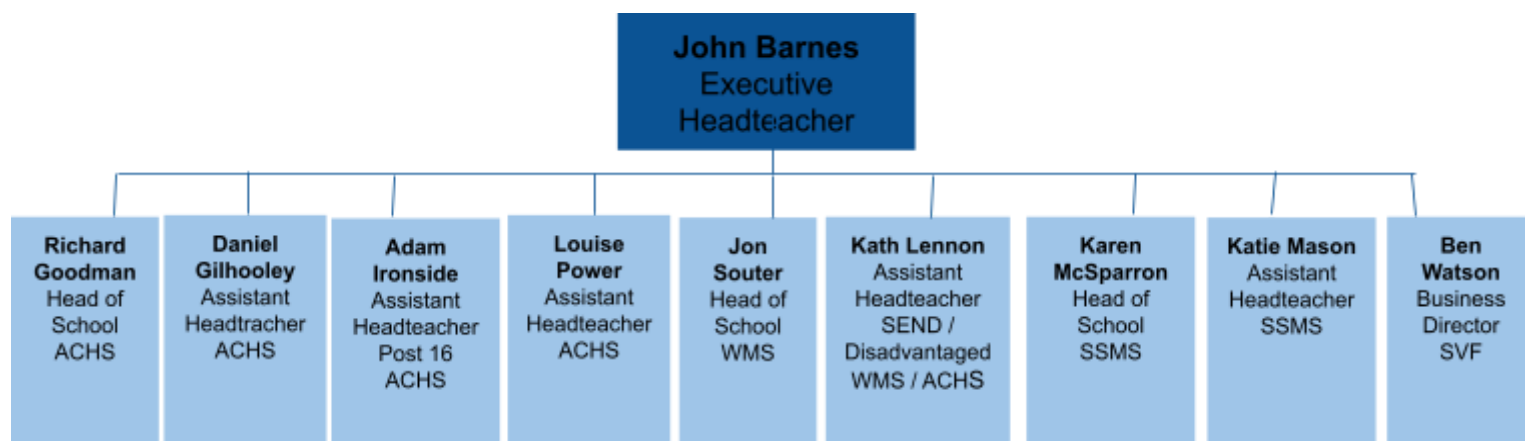 John Barnes
Executive
Headteacher
Richard
Goodman
Head of
School
ACHS
Daniel
Gilhooley
Assistant
Headtracher
ACHS
Adam
Ironside
Assistant
Headteacher
Post 16
ACHS
Louise
Power
Assistant
Headteacher
ACHS
Jon
Souter
Head of
School
WMS
Kath Lennon
Assistant
Headteacher
SEND /
Disadvantaged
WMS / ACHS
Karen
McSparron
Head of
School
SSMS
Katie Mason
Assistant
Headteacher
SSMS
Ben
Watson
Business
Director
SVF